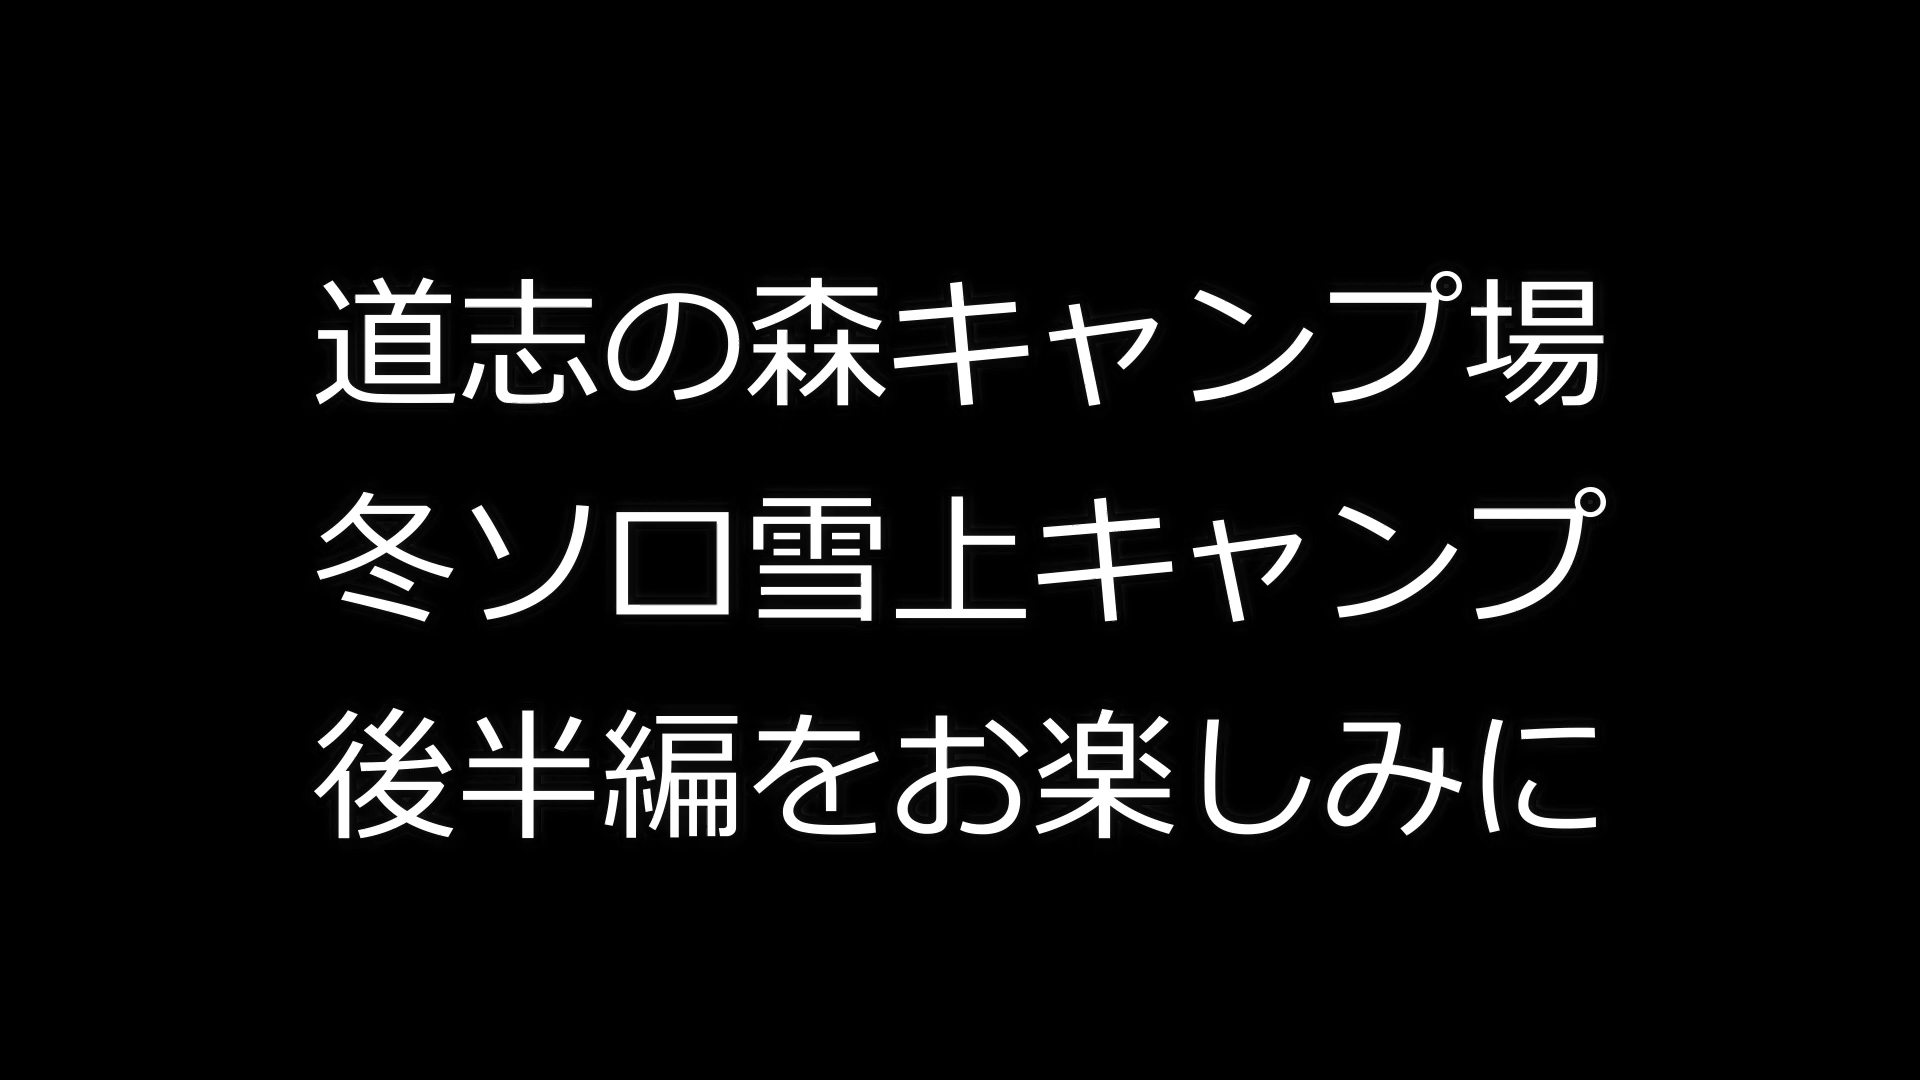 道志の森キャンプ場
冬ソロ雪上キャンプ
後半編をお楽しみに